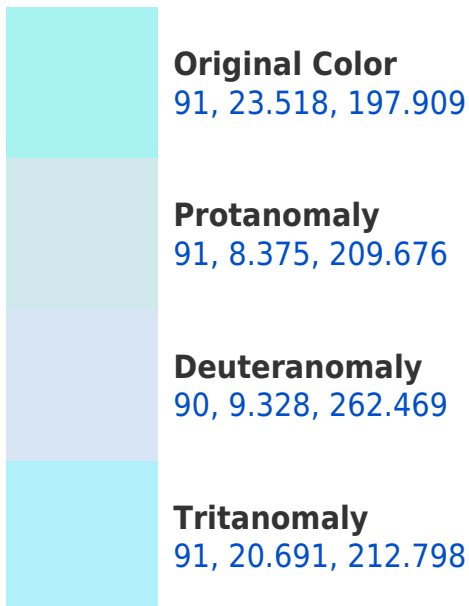 Original Color
91, 23.518, 197.909
Protanomaly
91, 8.375, 209.676
Deuteranomaly
90, 9.328, 262.469
Tritanomaly
91, 20.691, 212.798